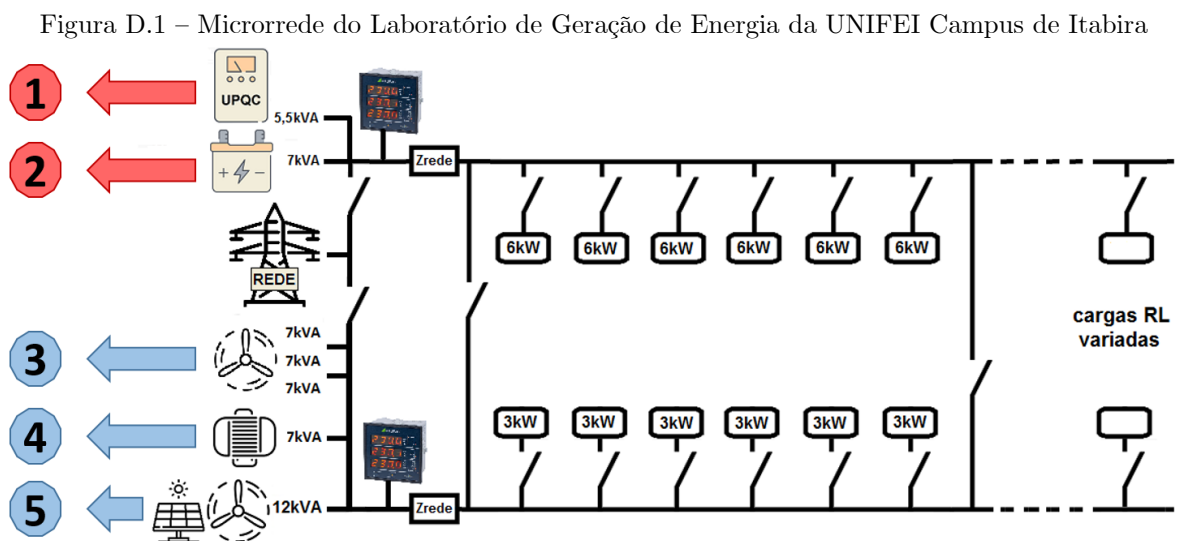 Figura D.1 – Microrrede do Laboratório de Geração de Energia da UNIFEI Campus de Itabira
1
UPQC
5,5kVA
2
7kVA
Zrede
6kW 6kW 6kW 6kW 6kW 6kW
REDE
cargas RL
variadas
3
7kVA
7kVA
7kVA
3kW 3kW 3kW 3kW 3kW 3kW
4
7kVA
5
12kVA
Zrede